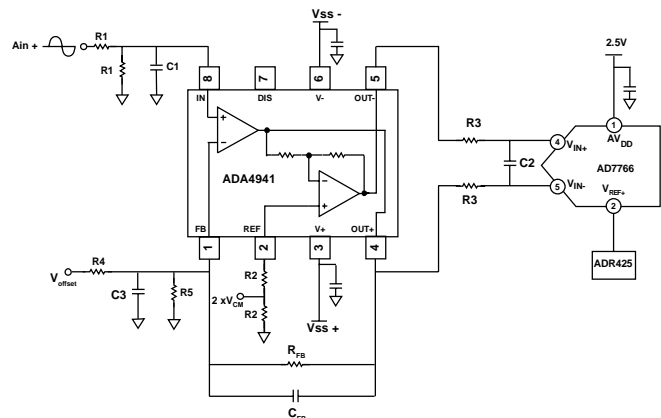 Vss -
2.5V
Ain +
R1
R1
C1
8
7
6
5
IN
DIS
V-
OUT-
R3
C2
R3
4
VIN+
1
AVDD
AD7766
5
VIN-
VREF+
2
ADR425
ADA4941
FB
REF
V+
OUT+
1
2
3
4
R4
Voffset
C3
R5
R2
2 xVCM
R2
Vss +
RFB
CFB